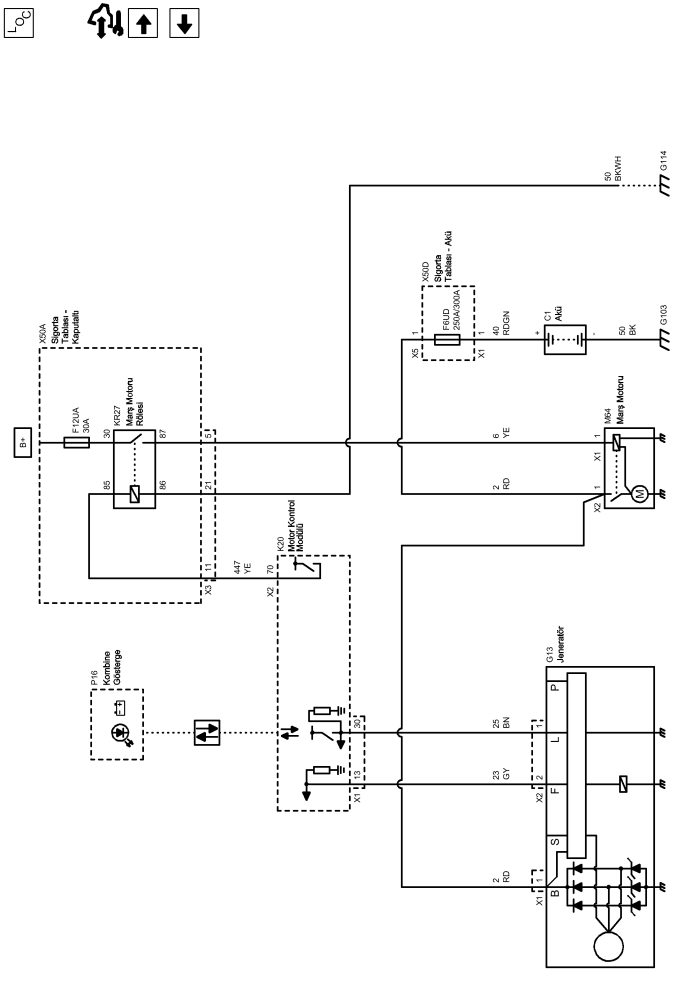 LOC
X50A
Sigorta
Tablası -
Kaputaltı
B+
F12UA
30A
KR27
Marş Motoru
Rölesi
30
87
85
86
5
21
11
X3
447
YE
70
X2
K20
Motor Kontrol
Modülü
P16
Kombine
Gösterge
- +
30
13
X1
50
BKWH
G114
X50D
Sigorta
Tablası - Akü
F6UD
250A/300A
1
X5
1
X1
40
RDGN
C1
Akü
+
-
50
BK
G103
6
YE
2
RD
M64
Marş Motoru
1
X1
1
X2
M
G13
Jeneratör
25
BN
1
23
GY
2
X2
2
RD
1
X1
P
L
F
S
B